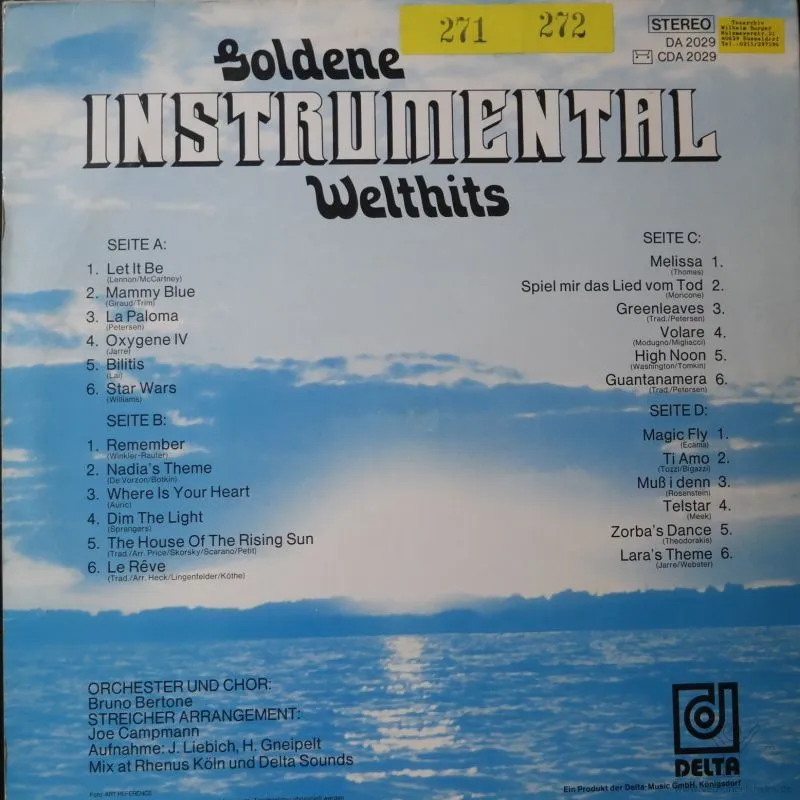 271 272
STEREO
DA 2029
CDA 2029
Tonarchiv
Wilhelm Burger
Goldene
INSTRUMENTAL
Welthits
SEITE A:
1. Let It Be
(Lennon/McCartney)
2. Mammy Blue
(Giraud/Trim)
3. La Paloma
(Petersen)
4. Oxygene IV
(Jarre)
5. Bilitis
(Lai)
6. Star Wars
(Williams)
SEITE B:
1. Remember
(Winkler-Rauter)
2. Nadia's Theme
(De Vorzon/Botkin)
3. Where Is Your Heart
(Auric)
4. Dim The Light
(Sprangers)
5. The House Of The Rising Sun
(Trad./Arr. Price/Skorsky/Scarano/Petit)
6. Le Rêve
(Trad./Arr. Heck/Lingenfelder/Köthe)
SEITE C:
Melissa 1.
(Thomas)
Spiel mir das Lied vom Tod 2.
(Moricone)
Greenleaves 3.
(Trad./Petersen)
Volare 4.
(Modugno/Migliacci)
High Noon 5.
(Washington/Tomkin)
Guantanamera 6.
(Trad./Petersen)
SEITE D:
Magic Fly 1.
(Ecama)
Ti Amo 2.
(Tozzi/Bigazzi)
Muß i denn 3.
(Rosenstein)
Telstar 4.
(Meek)
Zorba's Dance 5.
(Theodorakis)
Lara's Theme 6.
(Jarre/Webster)
ORCHESTER UND CHOR:
Bruno Bertone
STREICHER ARRANGEMENT:
Joe Campmann
Aufnahme: J. Liebich, H. Gneipelt
Mix at Rhenus Köln und Delta Sounds
Foto: ART REFERENCE
DELTA
Ein Produkt der Delta-Music GmbH, Königsdorf